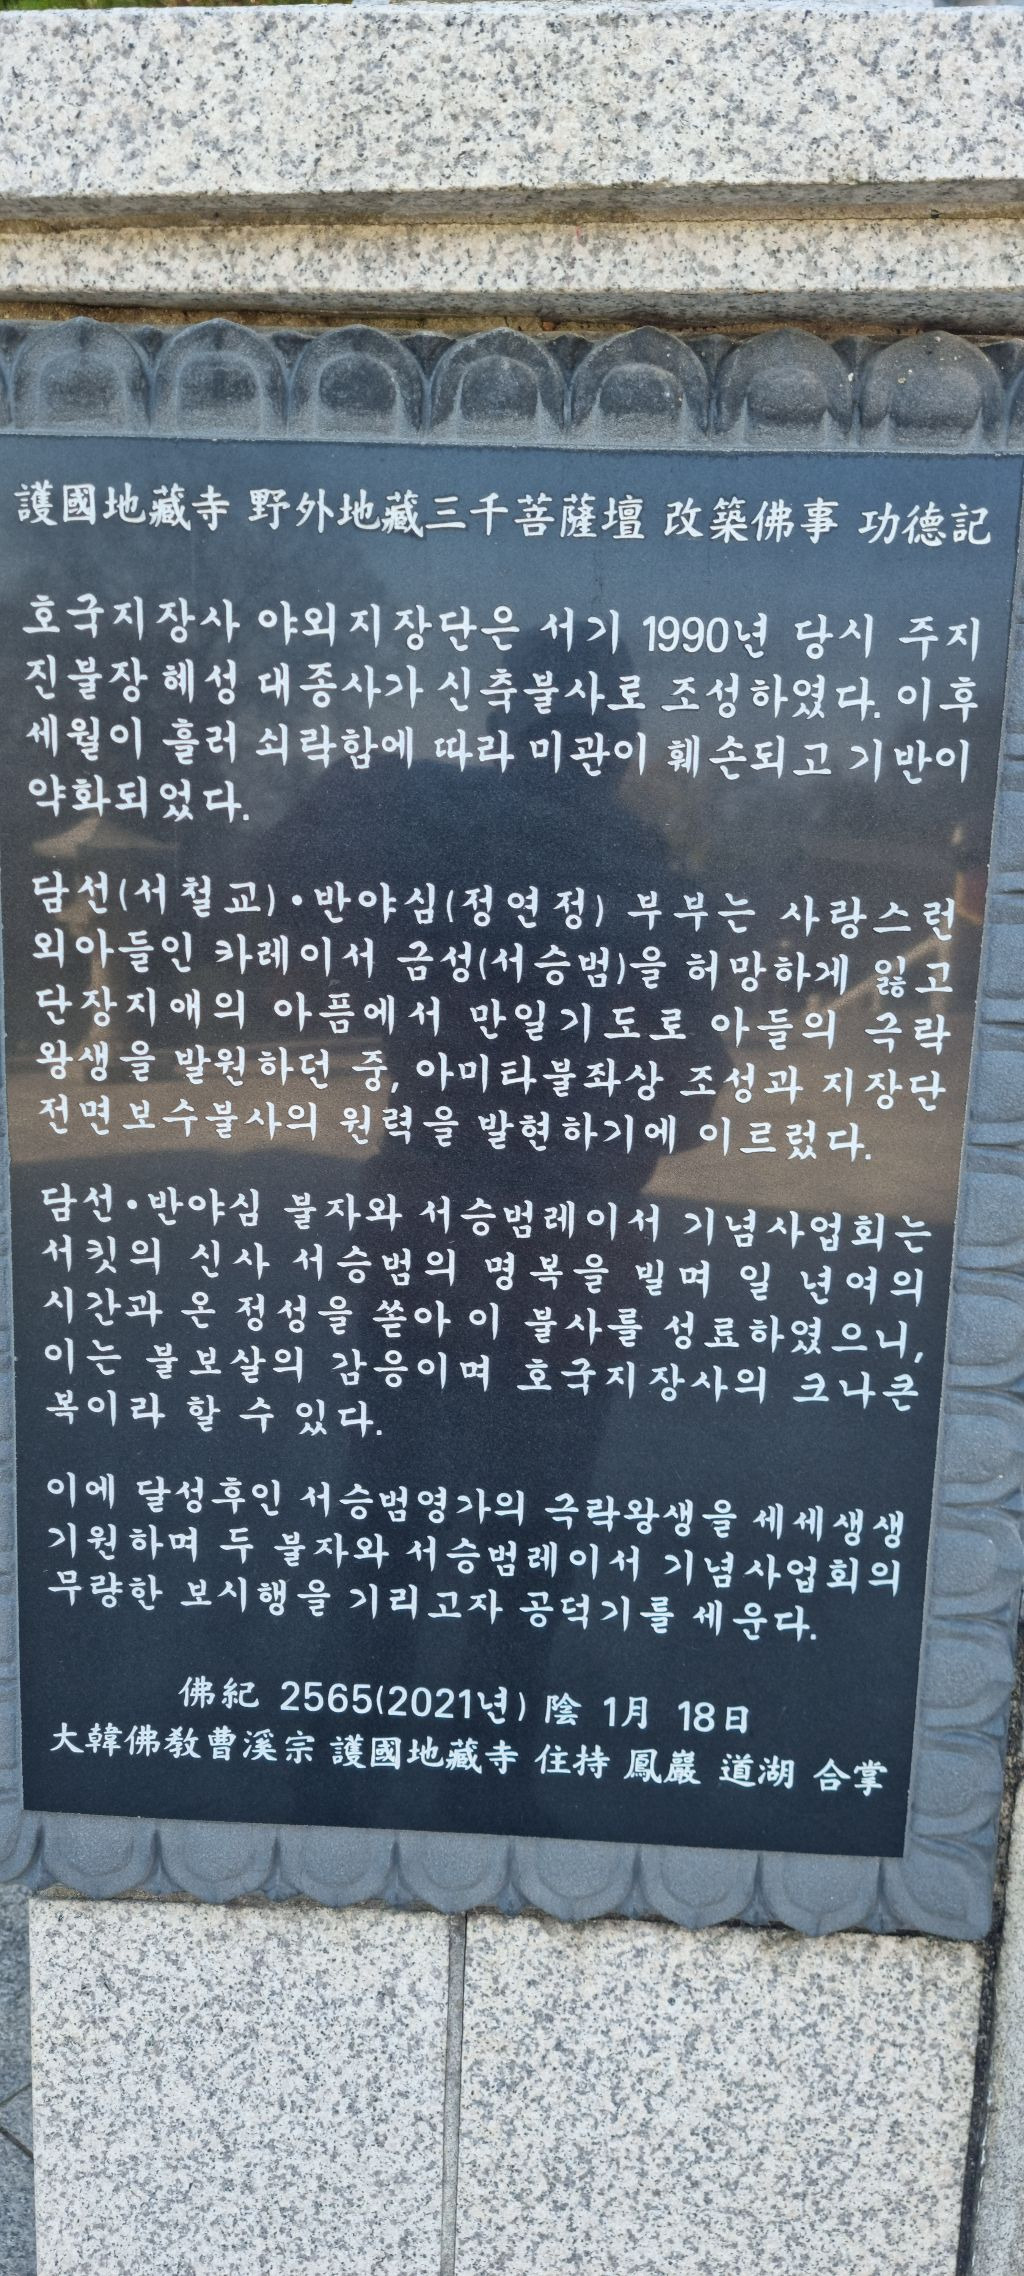 護國地藏寺 野外地藏三千菩薩壇 改築佛事 功德記
호국지장사 야외지장단은 서기 1990년 당시 주지
진불장 혜성 대종사가 신축불사로 조성하였다. 이후
세월이 흘러 쇠락함에 따라 미관이 훼손되고 기반이
약화되었다.
담선(서철교)·반야심(정연정) 부부는 사랑스런
외아들인 카레이서 금성(서승범)을 허망하게 잃고
단장지애의 아픔에서 만일기도로 아들의 극락
왕생을 발원하던 중, 아미타불좌상 조성과 지장단
전면보수불사의 원력을 발현하기에 이르렀다.
담선·반야심 불자와 서승범레이서 기념사업회는
서킷의 신사 서승범의 명복을 빌며 일 년여의
시간과 온 정성을 쏟아 이 불사를 성료하였으니,
이는 불보살의 감응이며 호국지장사의 크나큰
복이라 할 수 있다.
이에 달성후인 서승범영가의 극락왕생을 세세생생
기원하며 두 불자와 서승범레이서 기념사업회의
무량한 보시행을 기리고자 공덕기를 세운다.
佛紀 2565(2021년) 陰 1月 18日
大韓佛敎曹溪宗 護國地藏寺 住持 鳳巖 道湖 合掌